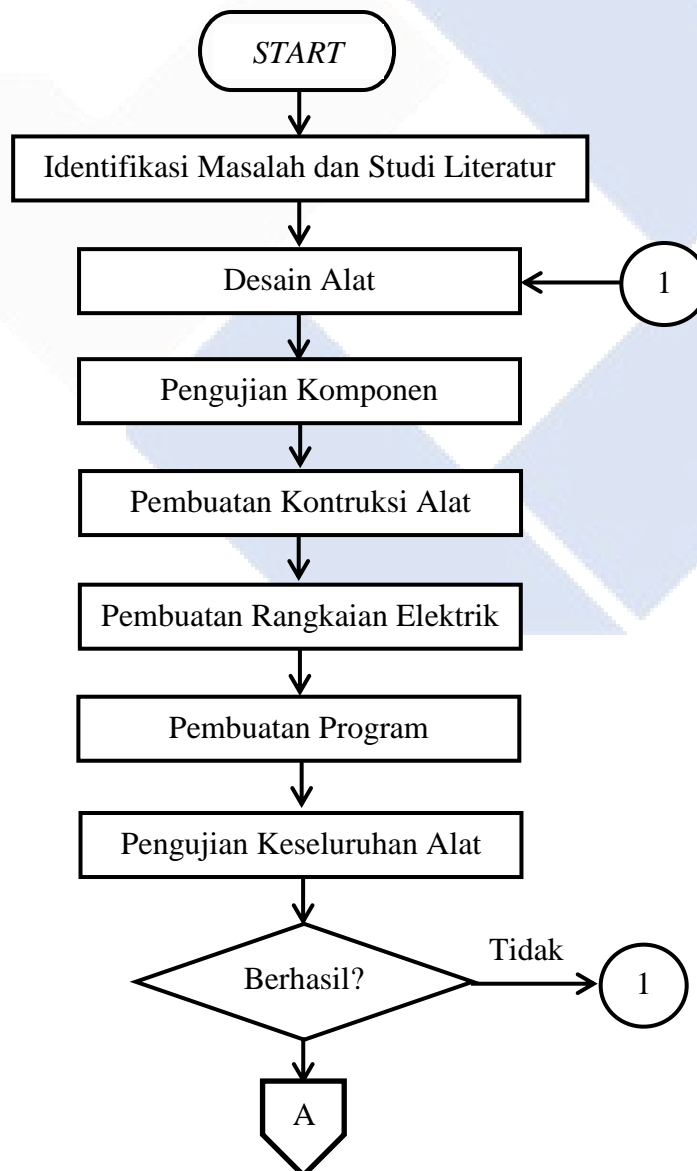 START
Identifikasi Masalah dan Studi Literatur
Desain Alat
1
Pengujian Komponen
Pembuatan Kontruksi Alat
Pembuatan Rangkaian Elektrik
Pembuatan Program
Pengujian Keseluruhan Alat
Berhasil?
Tidak
1
A